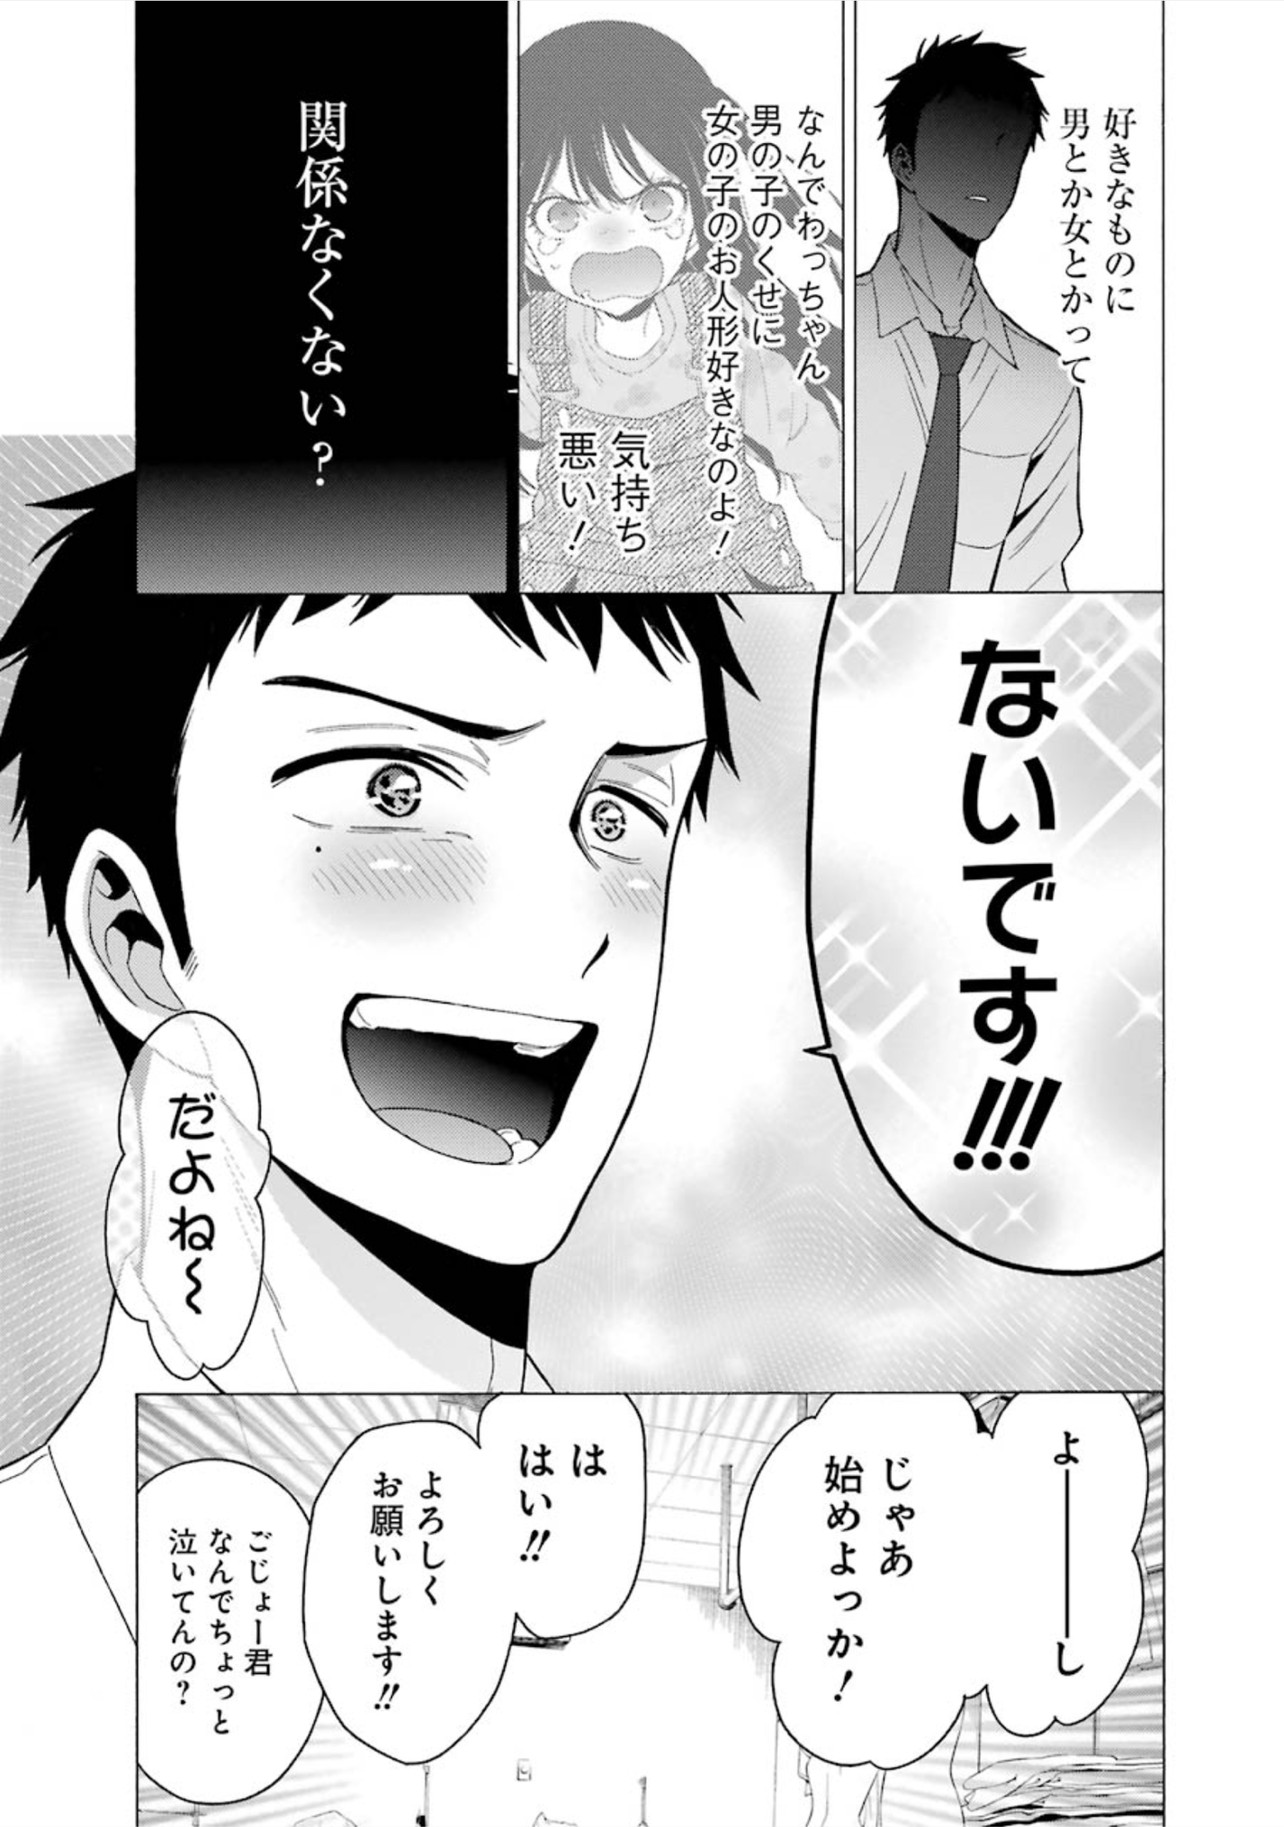 好きなものに
男とか女とかって
なんでわっちゃん
男の子のくせに
女の子のお人形好きなのよ！
気持ち
悪い！
関係なくない？
ないです!!!
だよね〜
よーーーし
じゃあ
始めよっか！
は
はい!!
よろしく
お願いします!!
ごじょー君
なんでちょっと
泣いてんの？